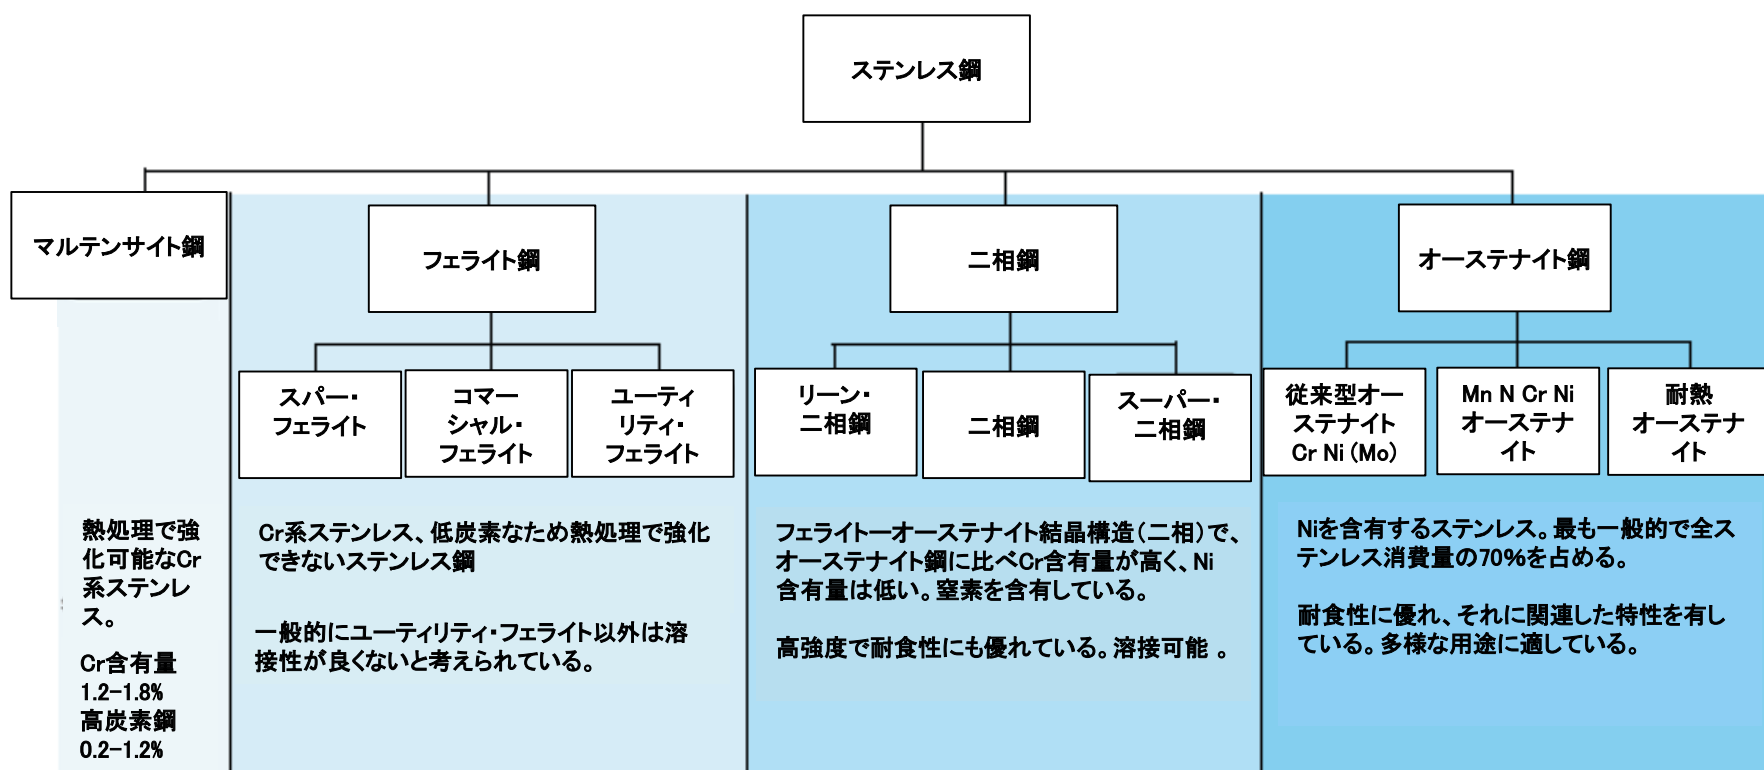 ステンレス鋼
マルテンサイト鋼
フェライト鋼
二相鋼
オーステナイト鋼
スパー・
フェライト
コマー
シャル・
フェライト
ユーティ
リティ・
フェライト
リーン・
二相鋼
二相鋼
スーパー・
二相鋼
従来型オー
ステナイト
Cr Ni (Mo)
Mn N Cr Ni
オーステナ
イト
耐熱
オーステナ
イト
熱処理で強
化可能なCr
系ステンレ
ス。
Cr含有量
1.2-1.8%
高炭素鋼
0.2-1.2%
Cr系ステンレス、低炭素なため熱処理で強化
できないステンレス鋼
一般的にユーティリティ・フェライト以外は溶
接性が良くないと考えられている。
フェライトーオーステナイト結晶構造(二相)で、
オーステナイト鋼に比べCr含有量が高く、Ni
含有量は低い。窒素を含有している。
高強度で耐食性にも優れている。溶接可能 。
Niを含有するステンレス。最も一般的で全ス
テンレス消費量の70%を占める。
耐食性に優れ、それに関連した特性を有し
ている。多様な用途に適している。